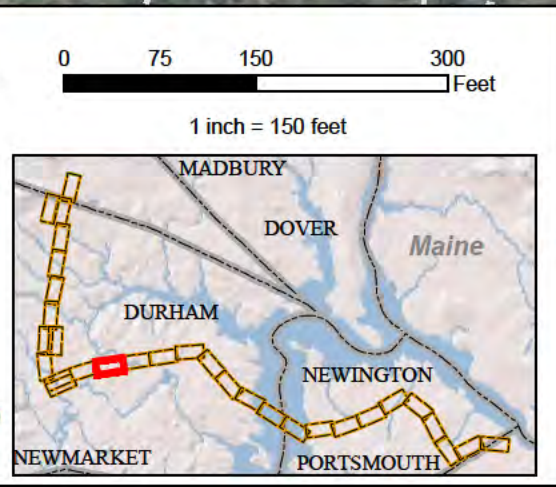 0 75 150 300
Feet
1 inch = 150 feet
MADBURY
DOVER
Maine
DURHAM
NEWINGTON
NEWMARKET
PORTSMOUTH